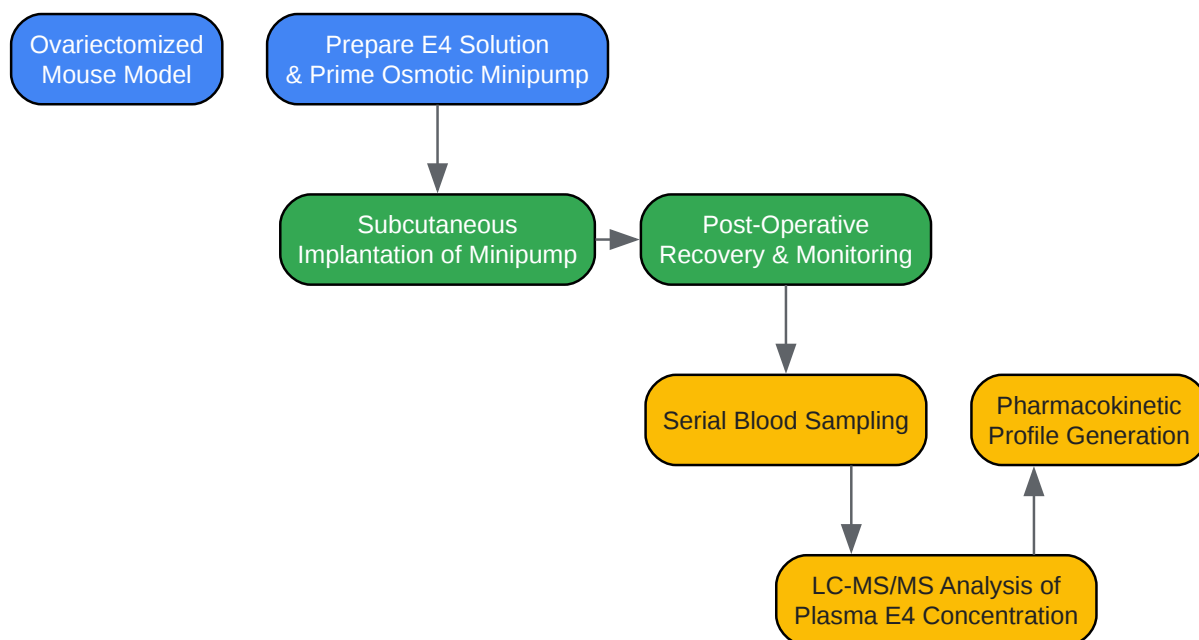 Ovariectomized
Mouse Model
Prepare E4 Solution
& Prime Osmotic Minipump
Subcutaneous
Implantation of Minipump
Post-Operative
Recovery & Monitoring
Serial Blood Sampling
Pharmacokinetic
Profile Generation
LC-MS/MS Analysis of
Plasma E4 Concentration